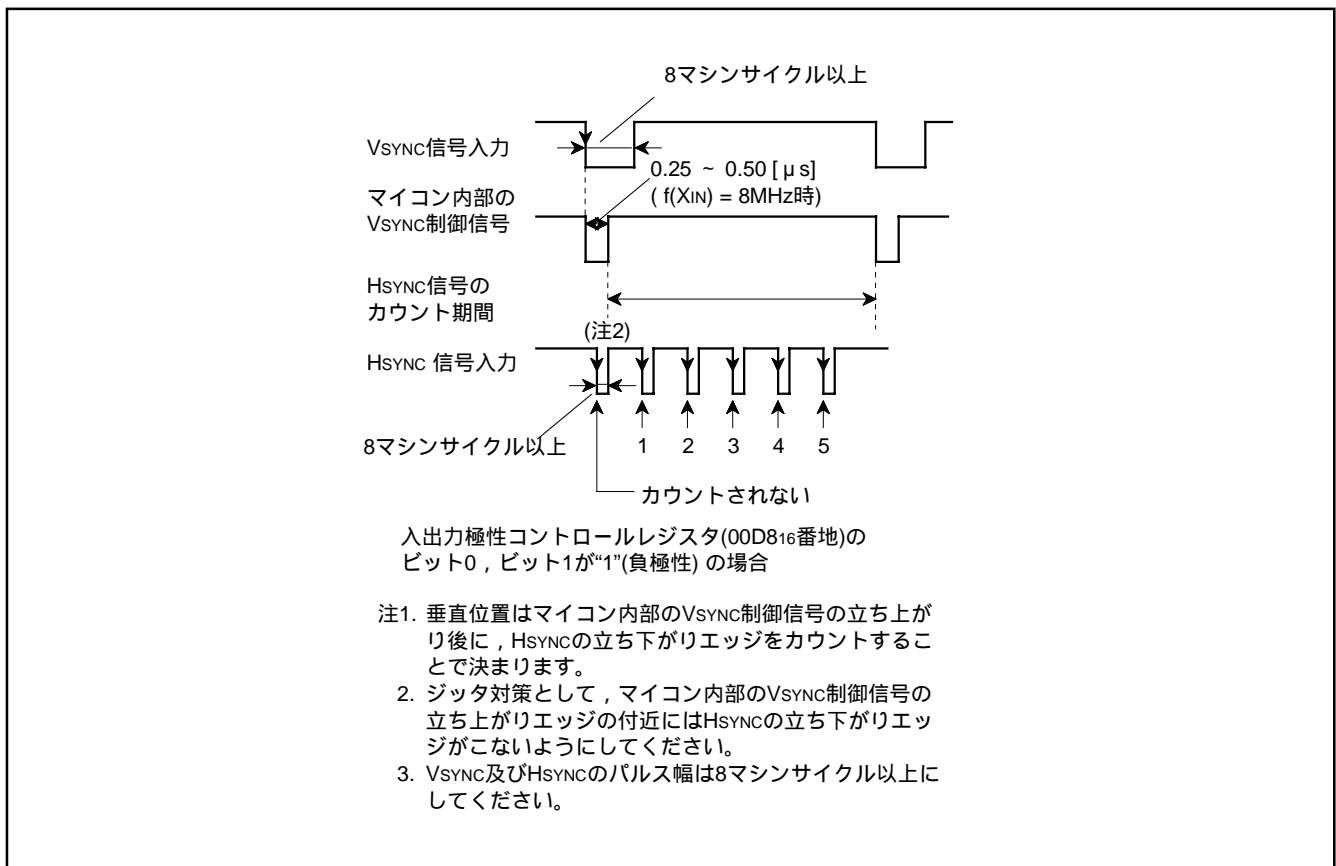 8マシンサイクル以上
VSYNC信号入力
0.25 ~ 0.50 [ μ s]
( f(XIN) = 8MHz時)
マイコン内部の
VSYNC制御信号
HSYNC信号の
カウント期間
(注2)
HSYNC 信号入力
8マシンサイクル以上
1 2 3 4 5
カウントされない
入出力極性コントロールレジスタ(00D816番地)の
ビット0 , ビット1が“1”(負極性) の場合
注1. 垂直位置はマイコン内部のVSYNC制御信号の立ち上が
り後に , HSYNCの立ち下がりエッジをカウントするこ
とで決まります。
2. ジッタ対策として , マイコン内部のVSYNC制御信号の
立ち上がりエッジの付近にはHSYNCの立ち下がりエッ
ジがこないようにしてください。
3. VSYNC及びHSYNCのパルス幅は8マシンサイクル以上に
してください。